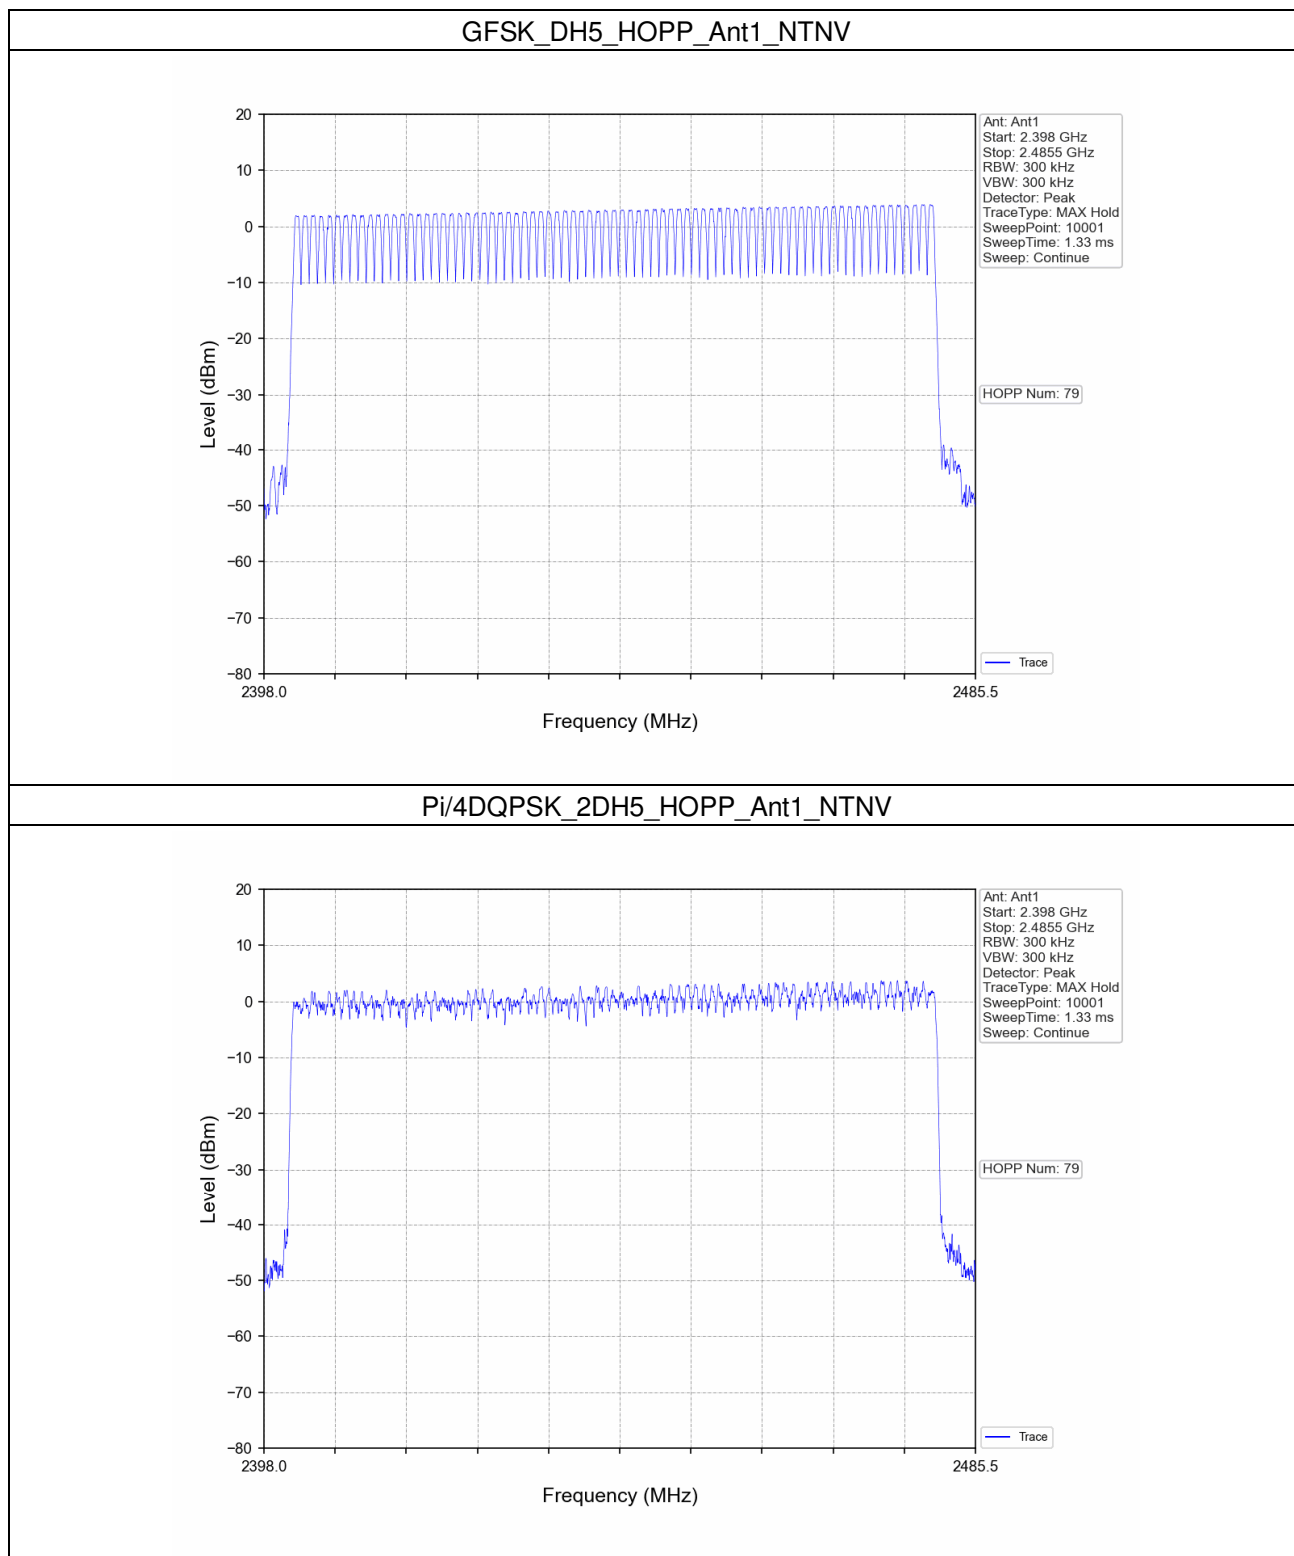 GFSK_DH5_HOPP_Ant1_NTNV
20
10
0
−10
−20
−30
−40
−50
−60
−70
−80
Level (dBm)
2398.0
2485.5
Frequency (MHz)
Ant: Ant1
Start: 2.398 GHz
Stop: 2.4855 GHz
RBW: 300 kHz
VBW: 300 kHz
Detector: Peak
TraceType: MAX Hold
SweepPoint: 10001
SweepTime: 1.33 ms
Sweep: Continue
HOPP Num: 79
Trace
Pi/4DQPSK_2DH5_HOPP_Ant1_NTNV
20
10
0
−10
−20
−30
−40
−50
−60
−70
−80
Level (dBm)
2398.0
2485.5
Frequency (MHz)
Ant: Ant1
Start: 2.398 GHz
Stop: 2.4855 GHz
RBW: 300 kHz
VBW: 300 kHz
Detector: Peak
TraceType: MAX Hold
SweepPoint: 10001
SweepTime: 1.33 ms
Sweep: Continue
HOPP Num: 79
Trace